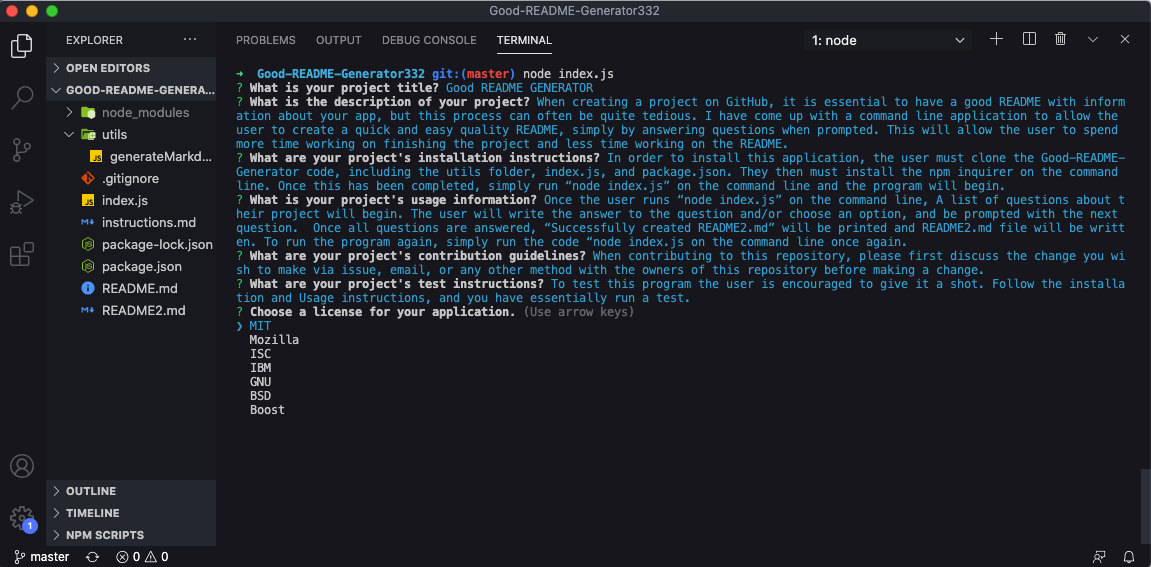 Good-README-Generator332
EXPLORER
OPEN EDITORS
GOOD-README-GENERA...
node_modules
utils
generateMarkd...
.gitignore
index.js
instructions.md
package-lock.json
package.json
README.md
README2.md
OUTLINE
TIMELINE
NPM SCRIPTS
PROBLEMS OUTPUT DEBUG CONSOLE TERMINAL 1: node
→ Good-README-Generator332 git:(master) node index.js
? What is your project title? Good README GENERATOR
? What is the description of your project? When creating a project on GitHub, it is essential to have a good README with inform
ation about your app, but this process can often be quite tedious. I have come up with a command line application to allow the
user to create a quick and easy quality README, simply by answering questions when prompted. This will allow the user to spend
more time working on finishing the project and less time working on the README.
? What are your project's installation instructions? In order to install this application, the user must clone the Good-README-
Generator code, including the utils folder, index.js, and package.json. They then must install the npm inquirer on the command
line. Once this has been completed, simply run “node index.js” on the command line and the program will begin.
? What is your project's usage information? Once the user runs “node index.js” on the command line, A list of questions about t
heir project will begin. The user will write the answer to the question and/or choose an option, and be prompted with the next
question.  Once all questions are answered, “Successfully created README2.md” will be printed and README2.md file will be writt
en. To run the program again, simply run the code “node index.js on the command line once again.
? What are your project's contribution guidelines? When contributing to this repository, please first discuss the change you wi
sh to make via issue, email, or any other method with the owners of this repository before making a change.
? What are your project's test instructions? To test this program the user is encouraged to give it a shot. Follow the installa
tion and Usage instructions, and you have essentially run a test.
? Choose a license for your application. (Use arrow keys)
❯ MIT
Mozilla
ISC
IBM
GNU
BSD
Boost
1
master 0 0